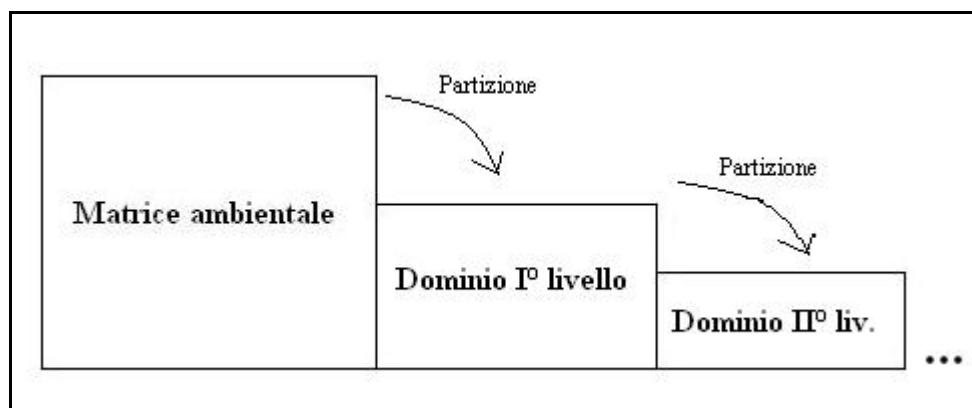 Partizione
Partizione
Matrice ambientale
Dominio I° livello
Dominio II° liv.
...